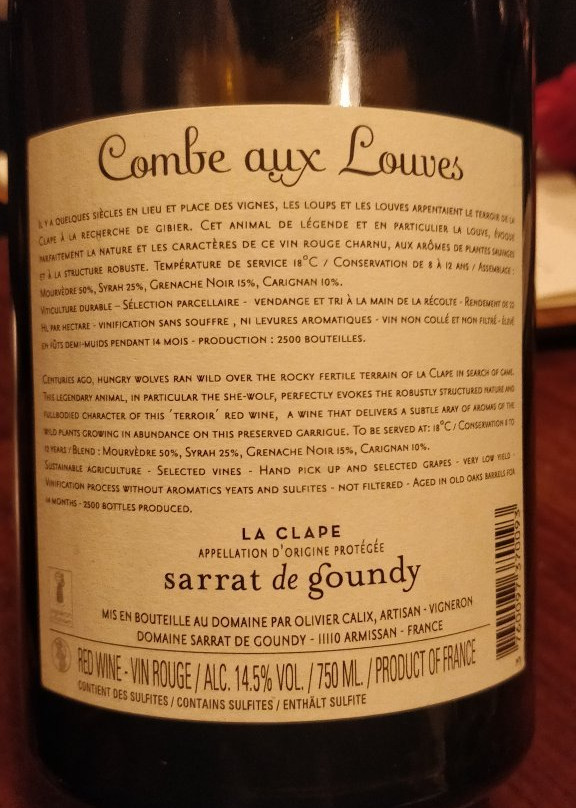 Combe aux Louves
IL Y A QUELQUES SIÈCLES EN LIEU ET PLACE DES VIGNES, LES LOUPS ET LES LOUVES ARPENTAIENT LE TERROIR DE LA
CLAPE À LA RECHERCHE DE GIBIER. CET ANIMAL DE LÉGENDE ET EN PARTICULIER LA LOUVE, ÉVOQUE
PARFAITEMENT LA NATURE ET LES CARACTÈRES DE CE VIN ROUGE CHARNU, AUX ARÔMES DE PLANTES SAUVAGES
ET À LA STRUCTURE ROBUSTE. TEMPÉRATURE DE SERVICE 18°C / CONSERVATION DE 8 À 12 ANS / ASSEMBLAGE :
MOURVÈDRE 50%, SYRAH 25%, GRENACHE NOIR 15%, CARIGNAN 10%.
VITICULTURE DURABLE – SÉLECTION PARCELLAIRE - VENDANGE ET TRI À LA MAIN DE LA RÉCOLTE - RENDEMENT DE 20
HL PAR HECTARE - VINIFICATION SANS SOUFFRE , NI LEVURES AROMATIQUES - VIN NON COLLÉ ET NON FILTRÉ - ÉLEVÉ
EN FÛTS DEMI-MUIDS PENDANT 14 MOIS - PRODUCTION : 2500 BOUTEILLES.
CENTURIES AGO, HUNGRY WOLVES RAN WILD OVER THE ROCKY FERTILE TERRAIN OF LA CLAPE IN SEARCH OF GAME.
THIS LEGENDARY ANIMAL, IN PARTICULAR THE SHE-WOLF, PERFECTLY EVOKES THE ROBUSTLY STRUCTURED NATURE AND
FULLBODIED CHARACTER OF THIS 'TERROIR' RED WINE, A WINE THAT DELIVERS A SUBTLE ARAY OF AROMAS OF THE
WILD PLANTS GROWING IN ABUNDANCE ON THIS PRESERVED GARRIGUE. TO BE SERVED AT: 18°C / CONSERVATION 8 TO
10 YEARS / BLEND : MOURVÈDRE 50%, SYRAH 25%, GRENACHE NOIR 15%, CARIGNAN 10%.
SUSTAINABLE AGRICULTURE - SELECTED VINES - HAND PICK UP AND SELECTED GRAPES - VERY LOW YIELD -
VINIFICATION PROCESS WITHOUT AROMATICS YEATS AND SULFITES - NOT FILTERED - AGED IN OLD OAKS BARRELS FOR
14 MONTHS - 2500 BOTTLES PRODUCED.
LA CLAPE
APPELLATION D'ORIGINE PROTÉGÉE
sarrat de goundy
MIS EN BOUTEILLE AU DOMAINE PAR OLIVIER CALIX, ARTISAN - VIGNERON
DOMAINE SARRAT DE GOUNDY - 11110 ARMISSAN - FRANCE
RED WINE - VIN ROUGE / ALC. 14.5% VOL. / 750 ML. / PRODUCT OF FRANCE
CONTIENT DES SULFITES / CONTAINS SULFITES / ENTHÄLT SULFITE
3 760097 370093